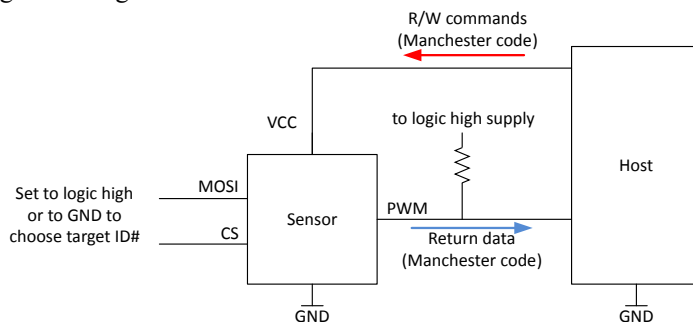 R/W commands
(Manchester code)
VCC
to logic high supply
Host
Set to logic high
or to GND to
choose target ID#
MOSI
CS
Sensor
PWM
Return data
(Manchester code)
GND
GND